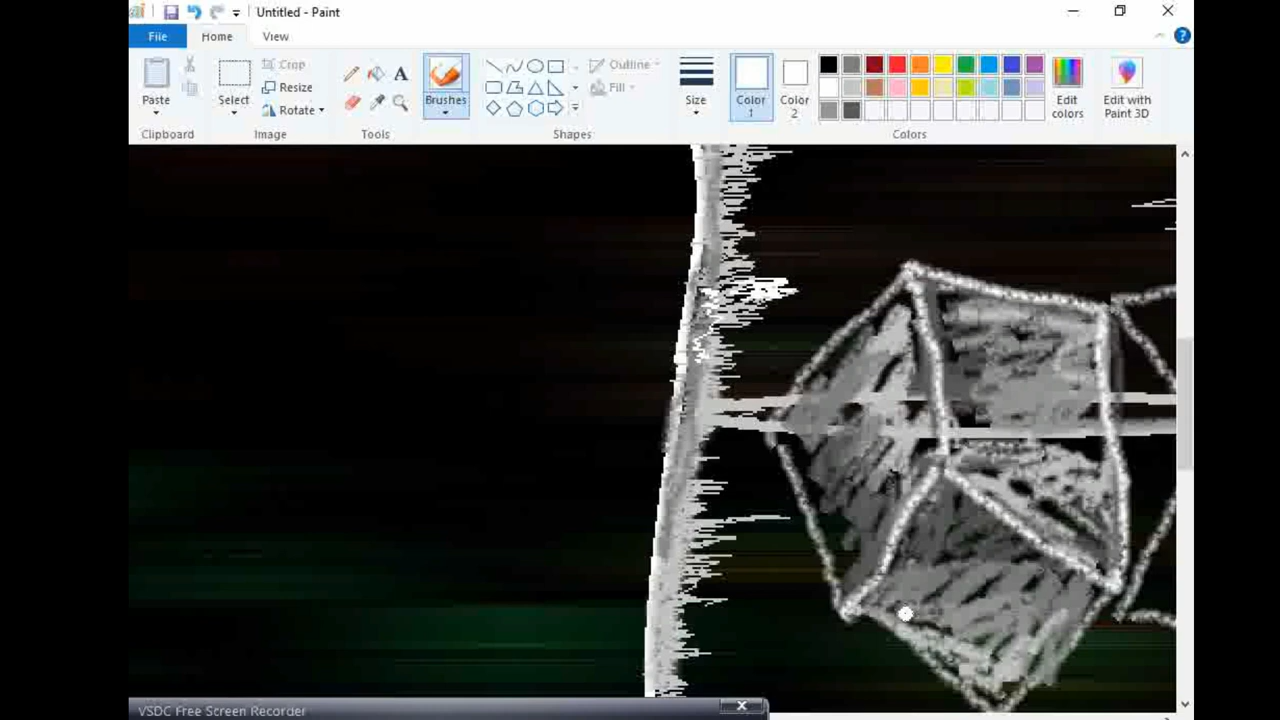 Untitled - Paint
File Home View
Paste
Select
Crop
Resize
Rotate
A
Brushes
Outline
Fill
Size
Color 1
Color 2
Edit colors
Edit with Paint 3D
Clipboard Image Tools Shapes Colors
VSDC Free Screen Recorder